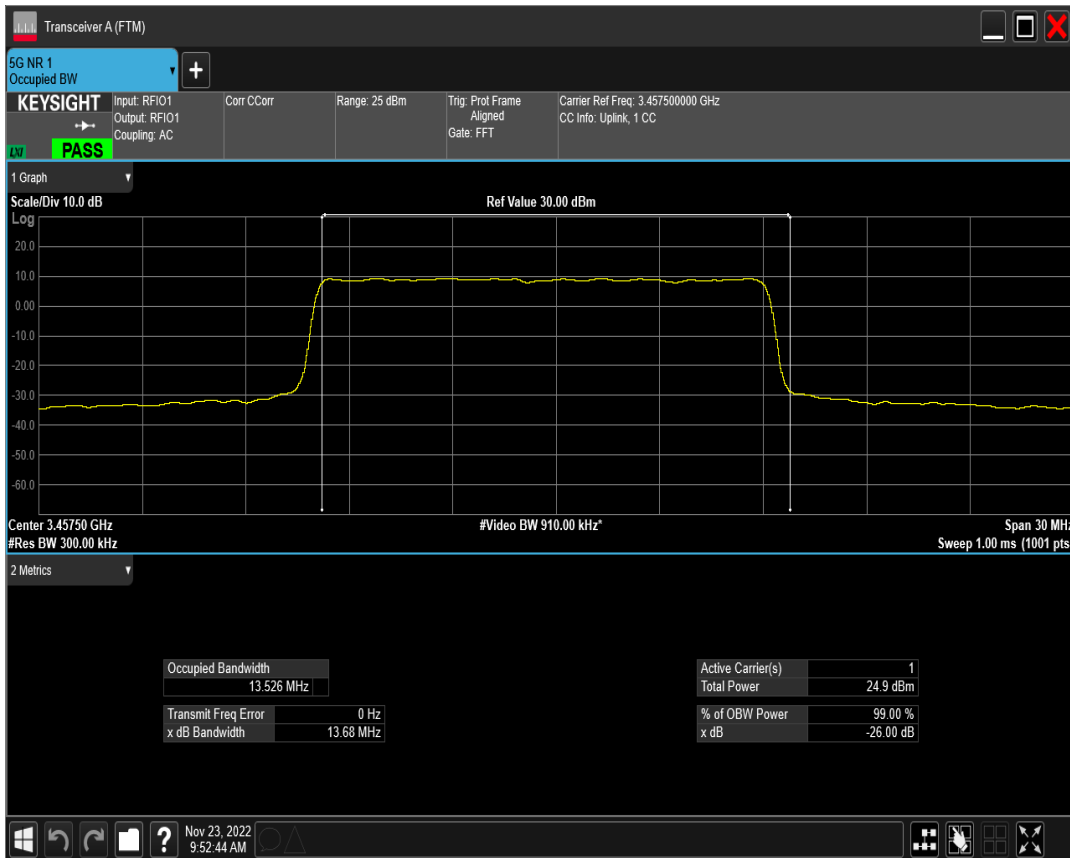 Transceiver A (FTM)
5G NR 1
Occupied BW
+
KEYSIGHT
LXI
PASS
Input: RFIO1
Output: RFIO1
Coupling: AC
Corr CCorr
Range: 25 dBm
Trig: Prot Frame
Aligned
Gate: FFT
Carrier Ref Freq: 3.457500000 GHz
CC Info: Uplink, 1 CC
1 Graph
Scale/Div 10.0 dB
Ref Value 30.00 dBm
Log
20.0
10.0
0.00
-10.0
-20.0
-30.0
-40.0
-50.0
-60.0
Center 3.45750 GHz
#Video BW 910.00 kHz*
Span 30 MHz
#Res BW 300.00 kHz
Sweep 1.00 ms (1001 pts
2 Metrics
Occupied Bandwidth
13.526 MHz
Transmit Freq Error 0 Hz
x dB Bandwidth 13.68 MHz
Active Carrier(s) 1
Total Power 24.9 dBm
% of OBW Power 99.00 %
x dB -26.00 dB
?
Nov 23, 2022
9:52:44 AM